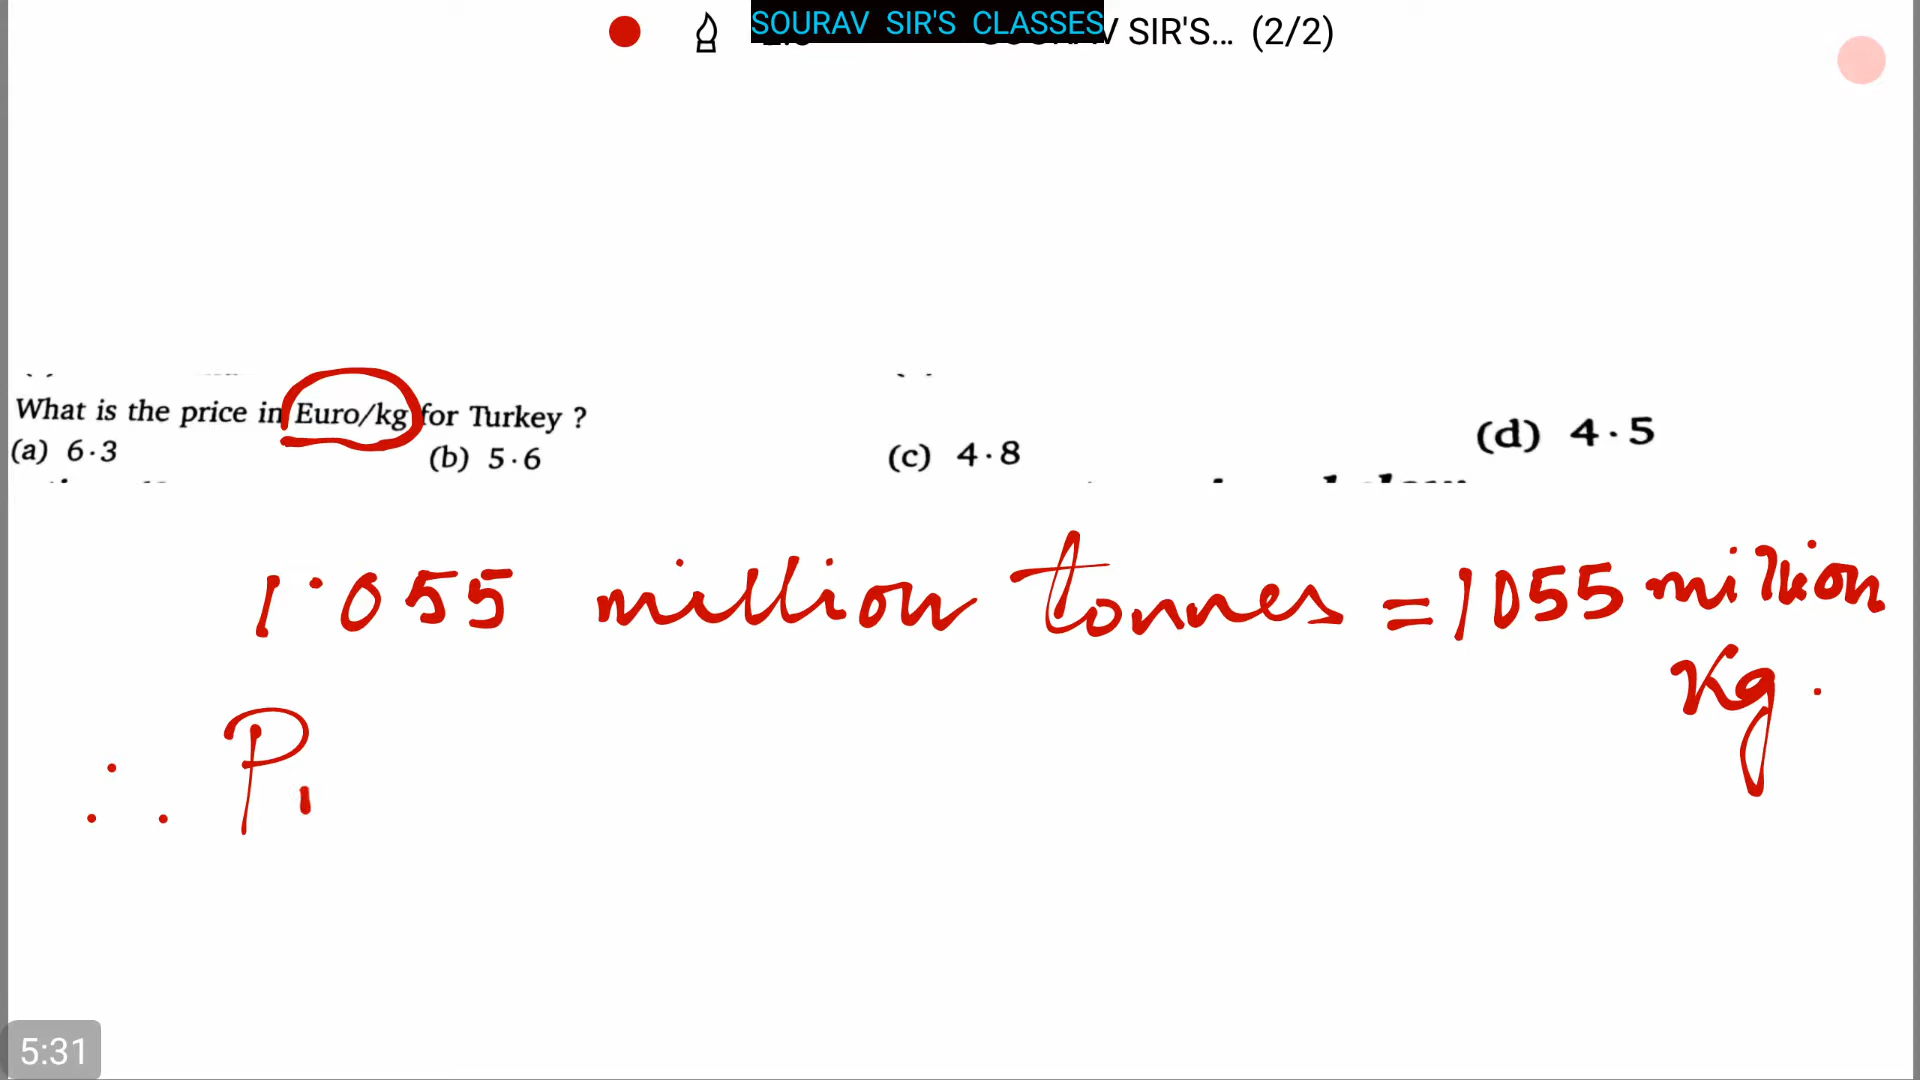 SOURAV SIR'S CLASSES
V SIR'S... (2/2)
What is the price in Euro/kg for Turkey ?
(a) 6·3 (b) 5·6 (c) 4·8 (d) 4·5
1·055 million tonnes = 1055 million
Kg.
∴ P
5:31